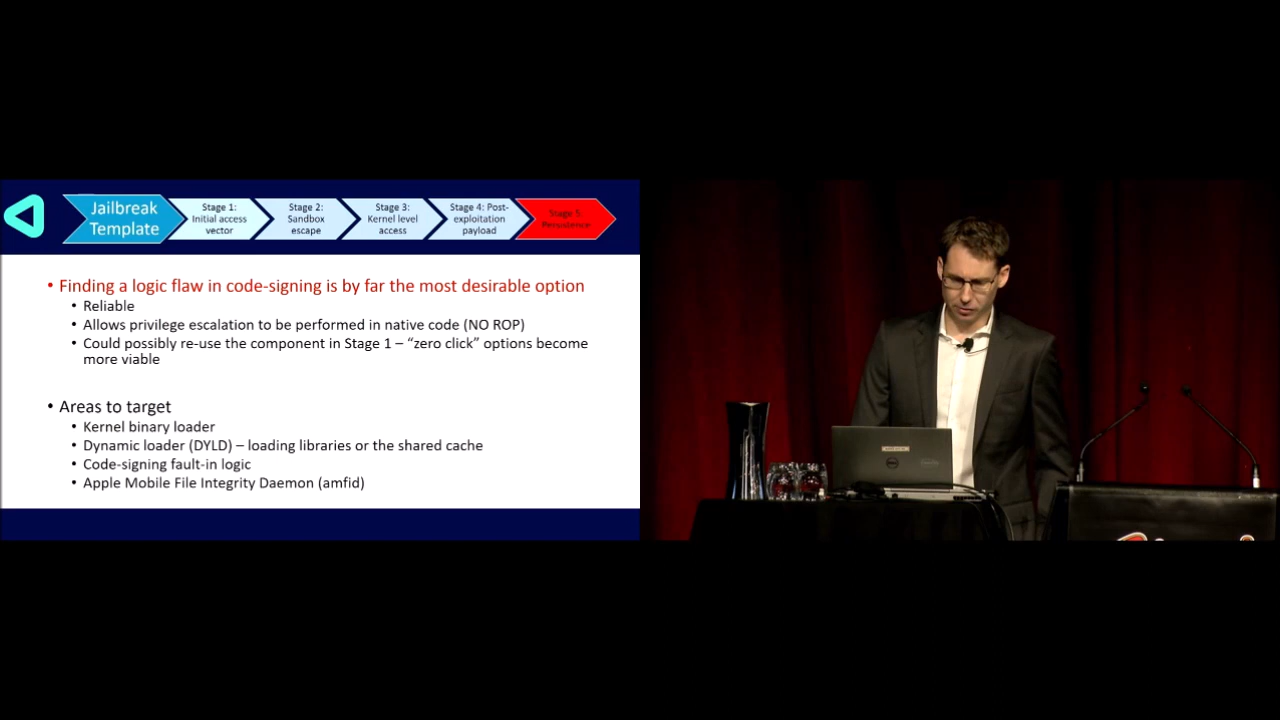 Jailbreak
Template
Stage 1:
Initial access
vector
Stage 2:
Sandbox
escape
Stage 3:
Kernel level
access
Stage 4: Post-
exploitation
payload
Stage 5:
Persistence
• Finding a logic flaw in code-signing is by far the most desirable option
• Reliable
• Allows privilege escalation to be performed in native code (NO ROP)
• Could possibly re-use the component in Stage 1 – “zero click” options become
more viable
• Areas to target
• Kernel binary loader
• Dynamic loader (DYLD) – loading libraries or the shared cache
• Code-signing fault-in logic
• Apple Mobile File Integrity Daemon (amfid)